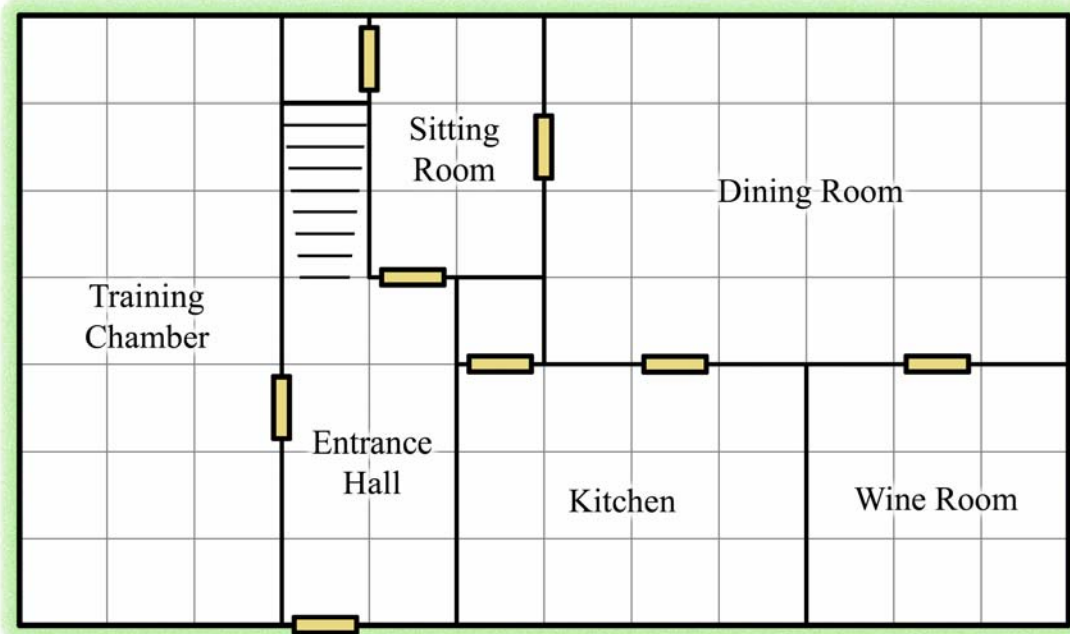 Sitting
Room
Dining Room
Training
Chamber
Entrance
Hall
Kitchen
Wine Room